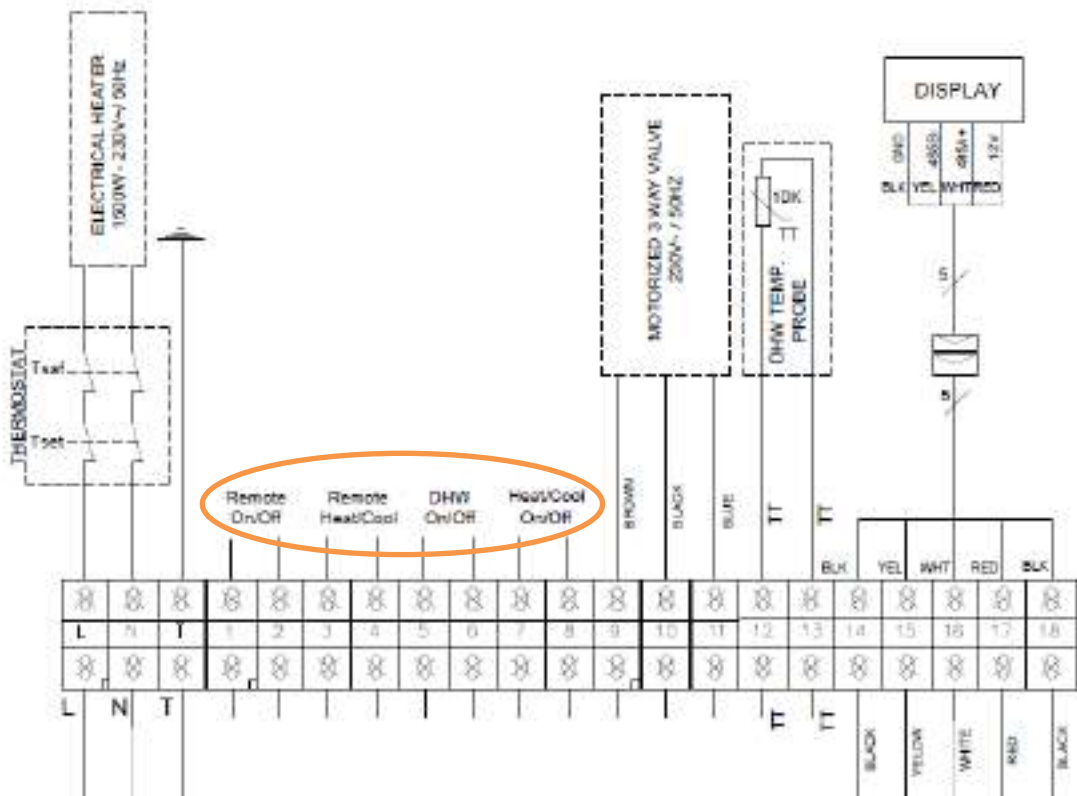 ELECTRICAL HEATER
1500W - 230V~/ 50Hz
THERMOSTAT
Tsaf
Tset
Remote
On/Off
Remote
Heat/Cool
DHW
On/Off
Heat/Cool
On/Off
MOTORIZED 3 WAY VALVE
230V~ / 50HZ
BROWN
BLACK
BLUE
10K
TT
DHW TEMP.
PROBE
TT
TT
DISPLAY
GND
485B-
485A+
12V
BLK
YEL
WHT
RED
5
5
BLK
YEL
WHT
RED
BLK
L
N
T
1
2
3
4
5
6
7
8
9
10
11
12
13
14
15
16
17
18
L
N
T
TT
TT
BLACK
YELLOW
WHITE
RED
BLACK